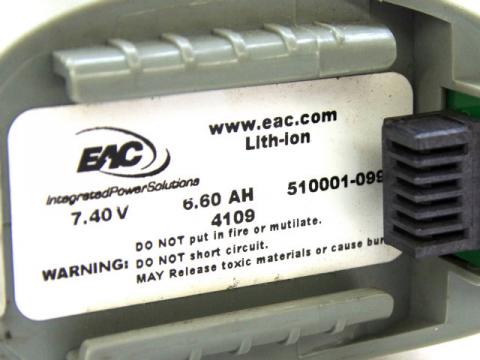 www.eac.com
Lith-ion
EAC
IntegratedPowerSolutions
7.40 V 6.60 AH 510001-099
4109
DO NOT put in fire or mutilate.
WARNING: DO NOT short circuit.
MAY Release toxic materials or cause